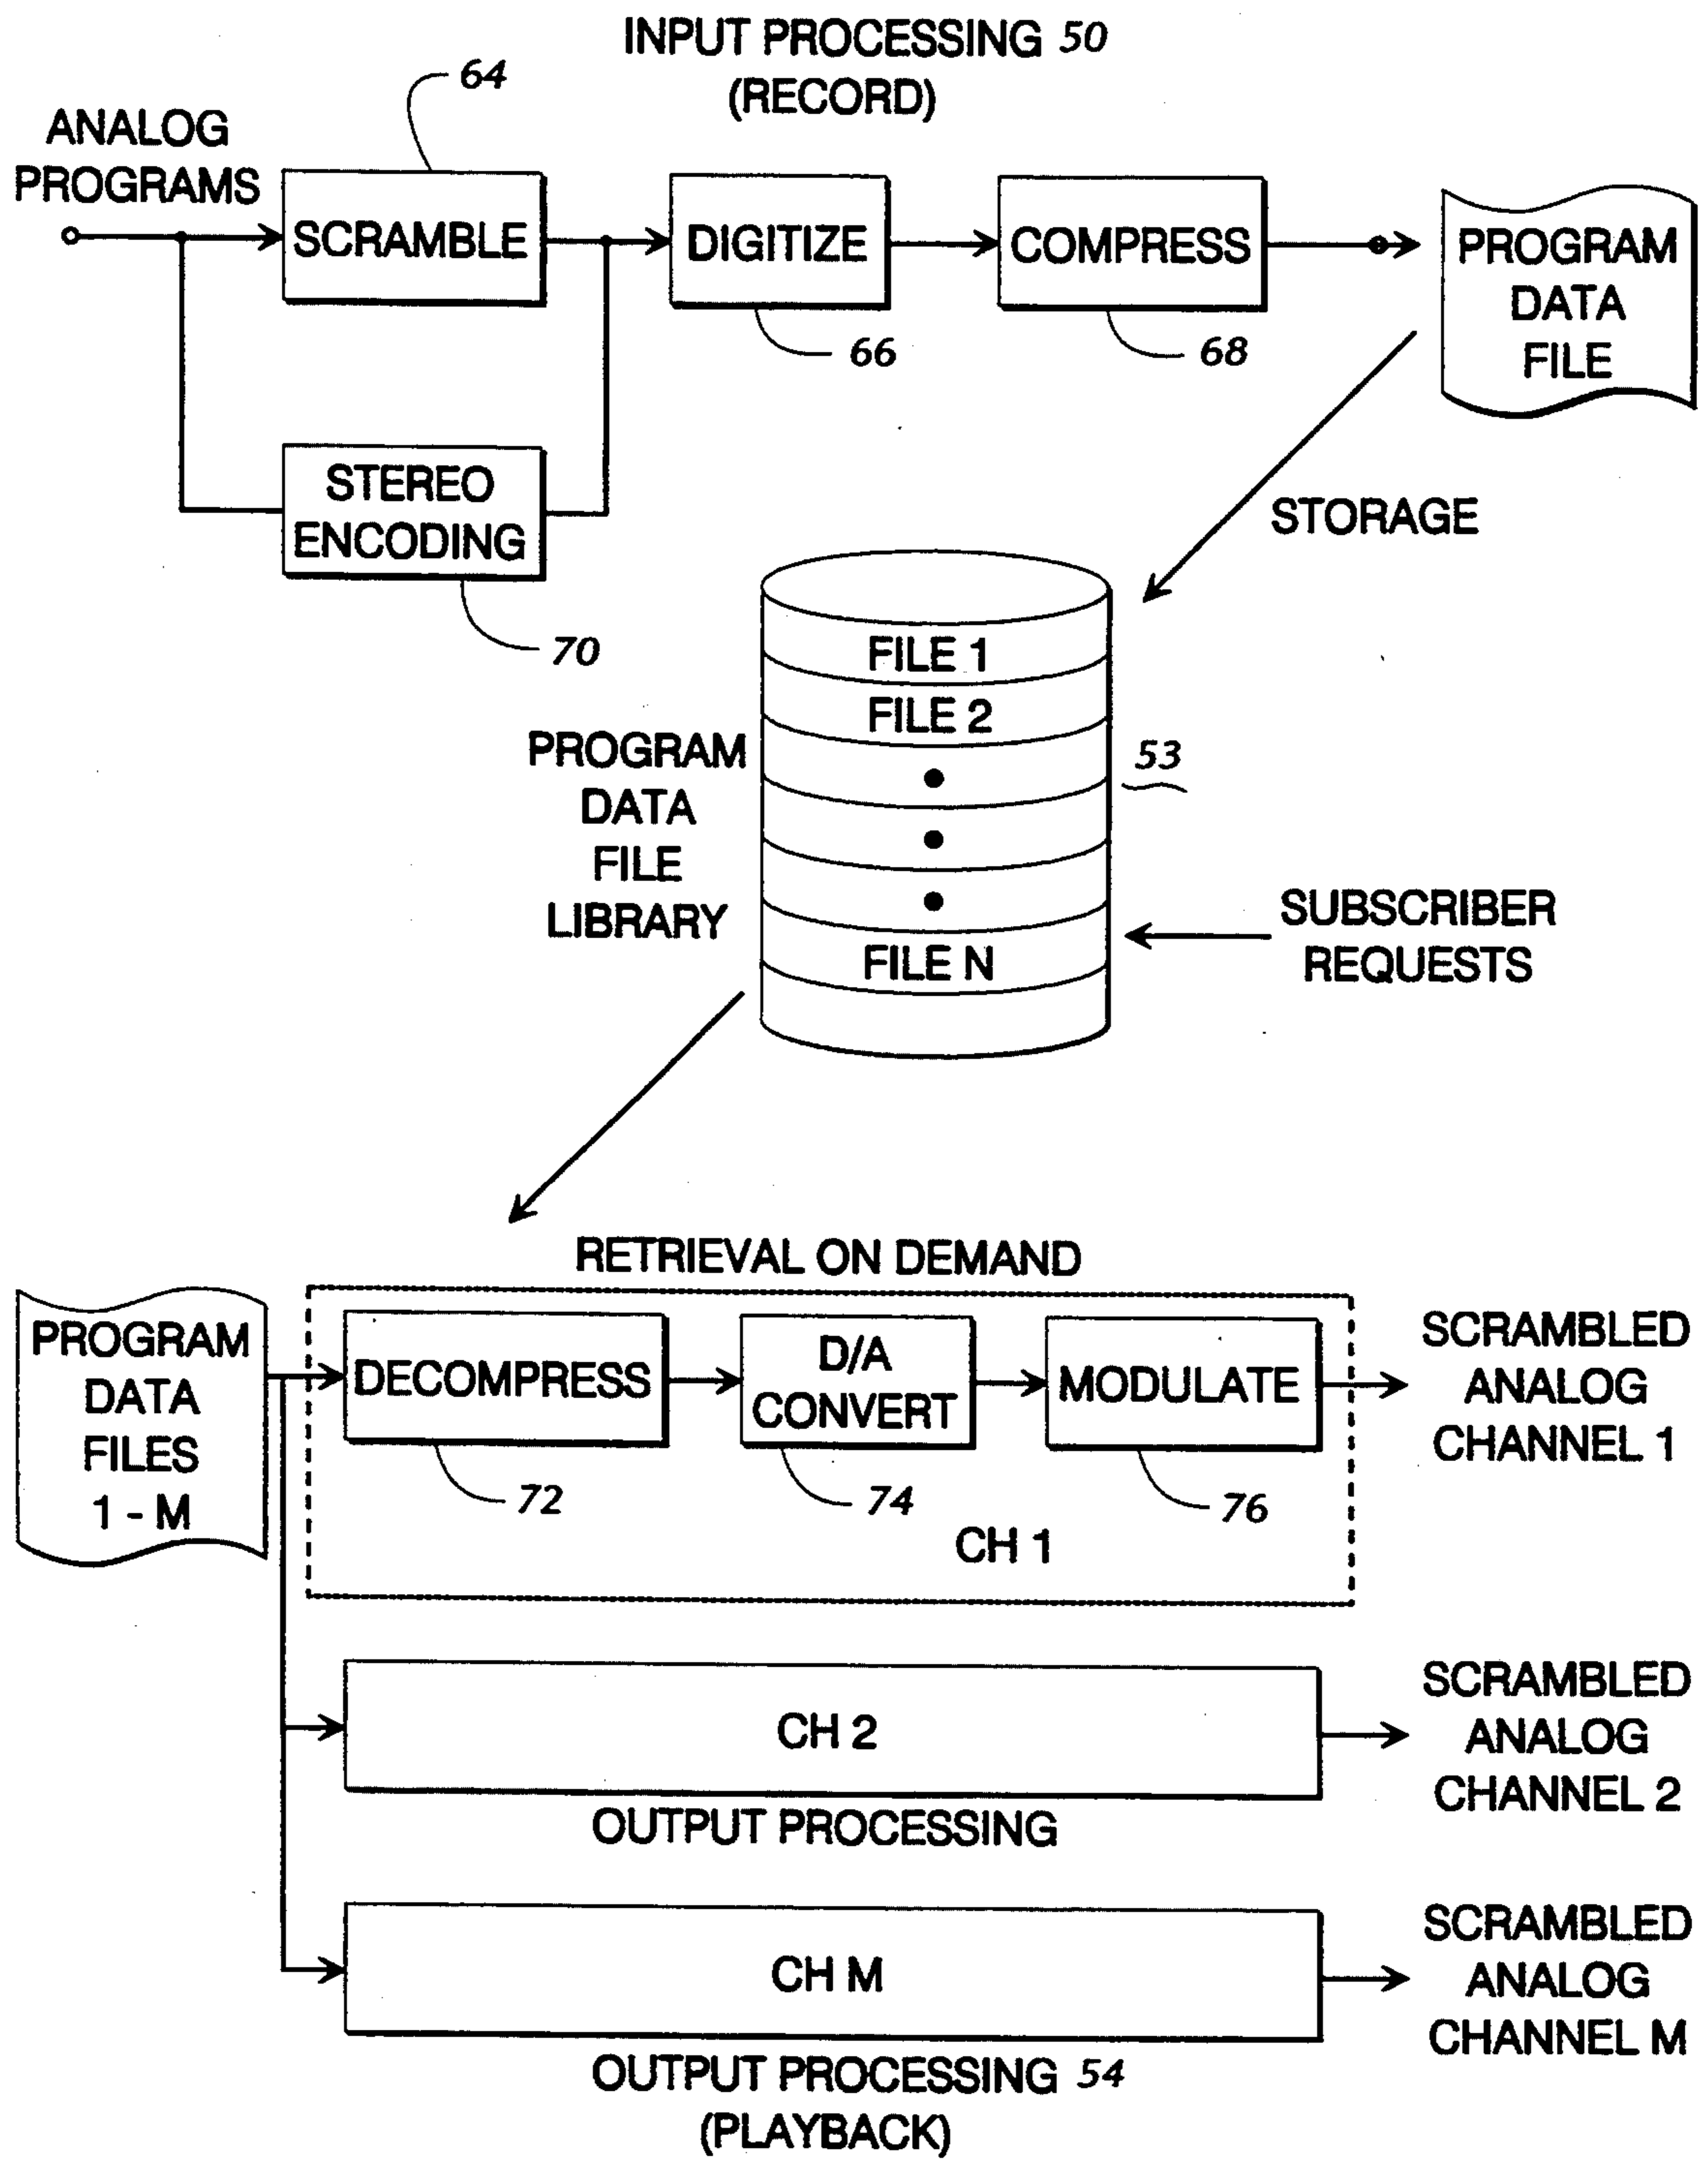 INPUT PROCESSING 50
(RECORD)
64
ANALOG
PROGRAMS
SCRAMBLE
DIGITIZE
COMPRESS
PROGRAM
DATA
FILE
66
68
STEREO
ENCODING
70
STORAGE
FILE 1
FILE 2
FILE N
PROGRAM
DATA
FILE
LIBRARY
53
SUBSCRIBER
REQUESTS
RETRIEVAL ON DEMAND
PROGRAM
DATA
FILES
1 - M
DECOMPRESS
D/A
CONVERT
MODULATE
72
74
76
CH 1
SCRAMBLED
ANALOG
CHANNEL 1
CH 2
OUTPUT PROCESSING
SCRAMBLED
ANALOG
CHANNEL 2
CH M
SCRAMBLED
ANALOG
CHANNEL M
OUTPUT PROCESSING 54
(PLAYBACK)